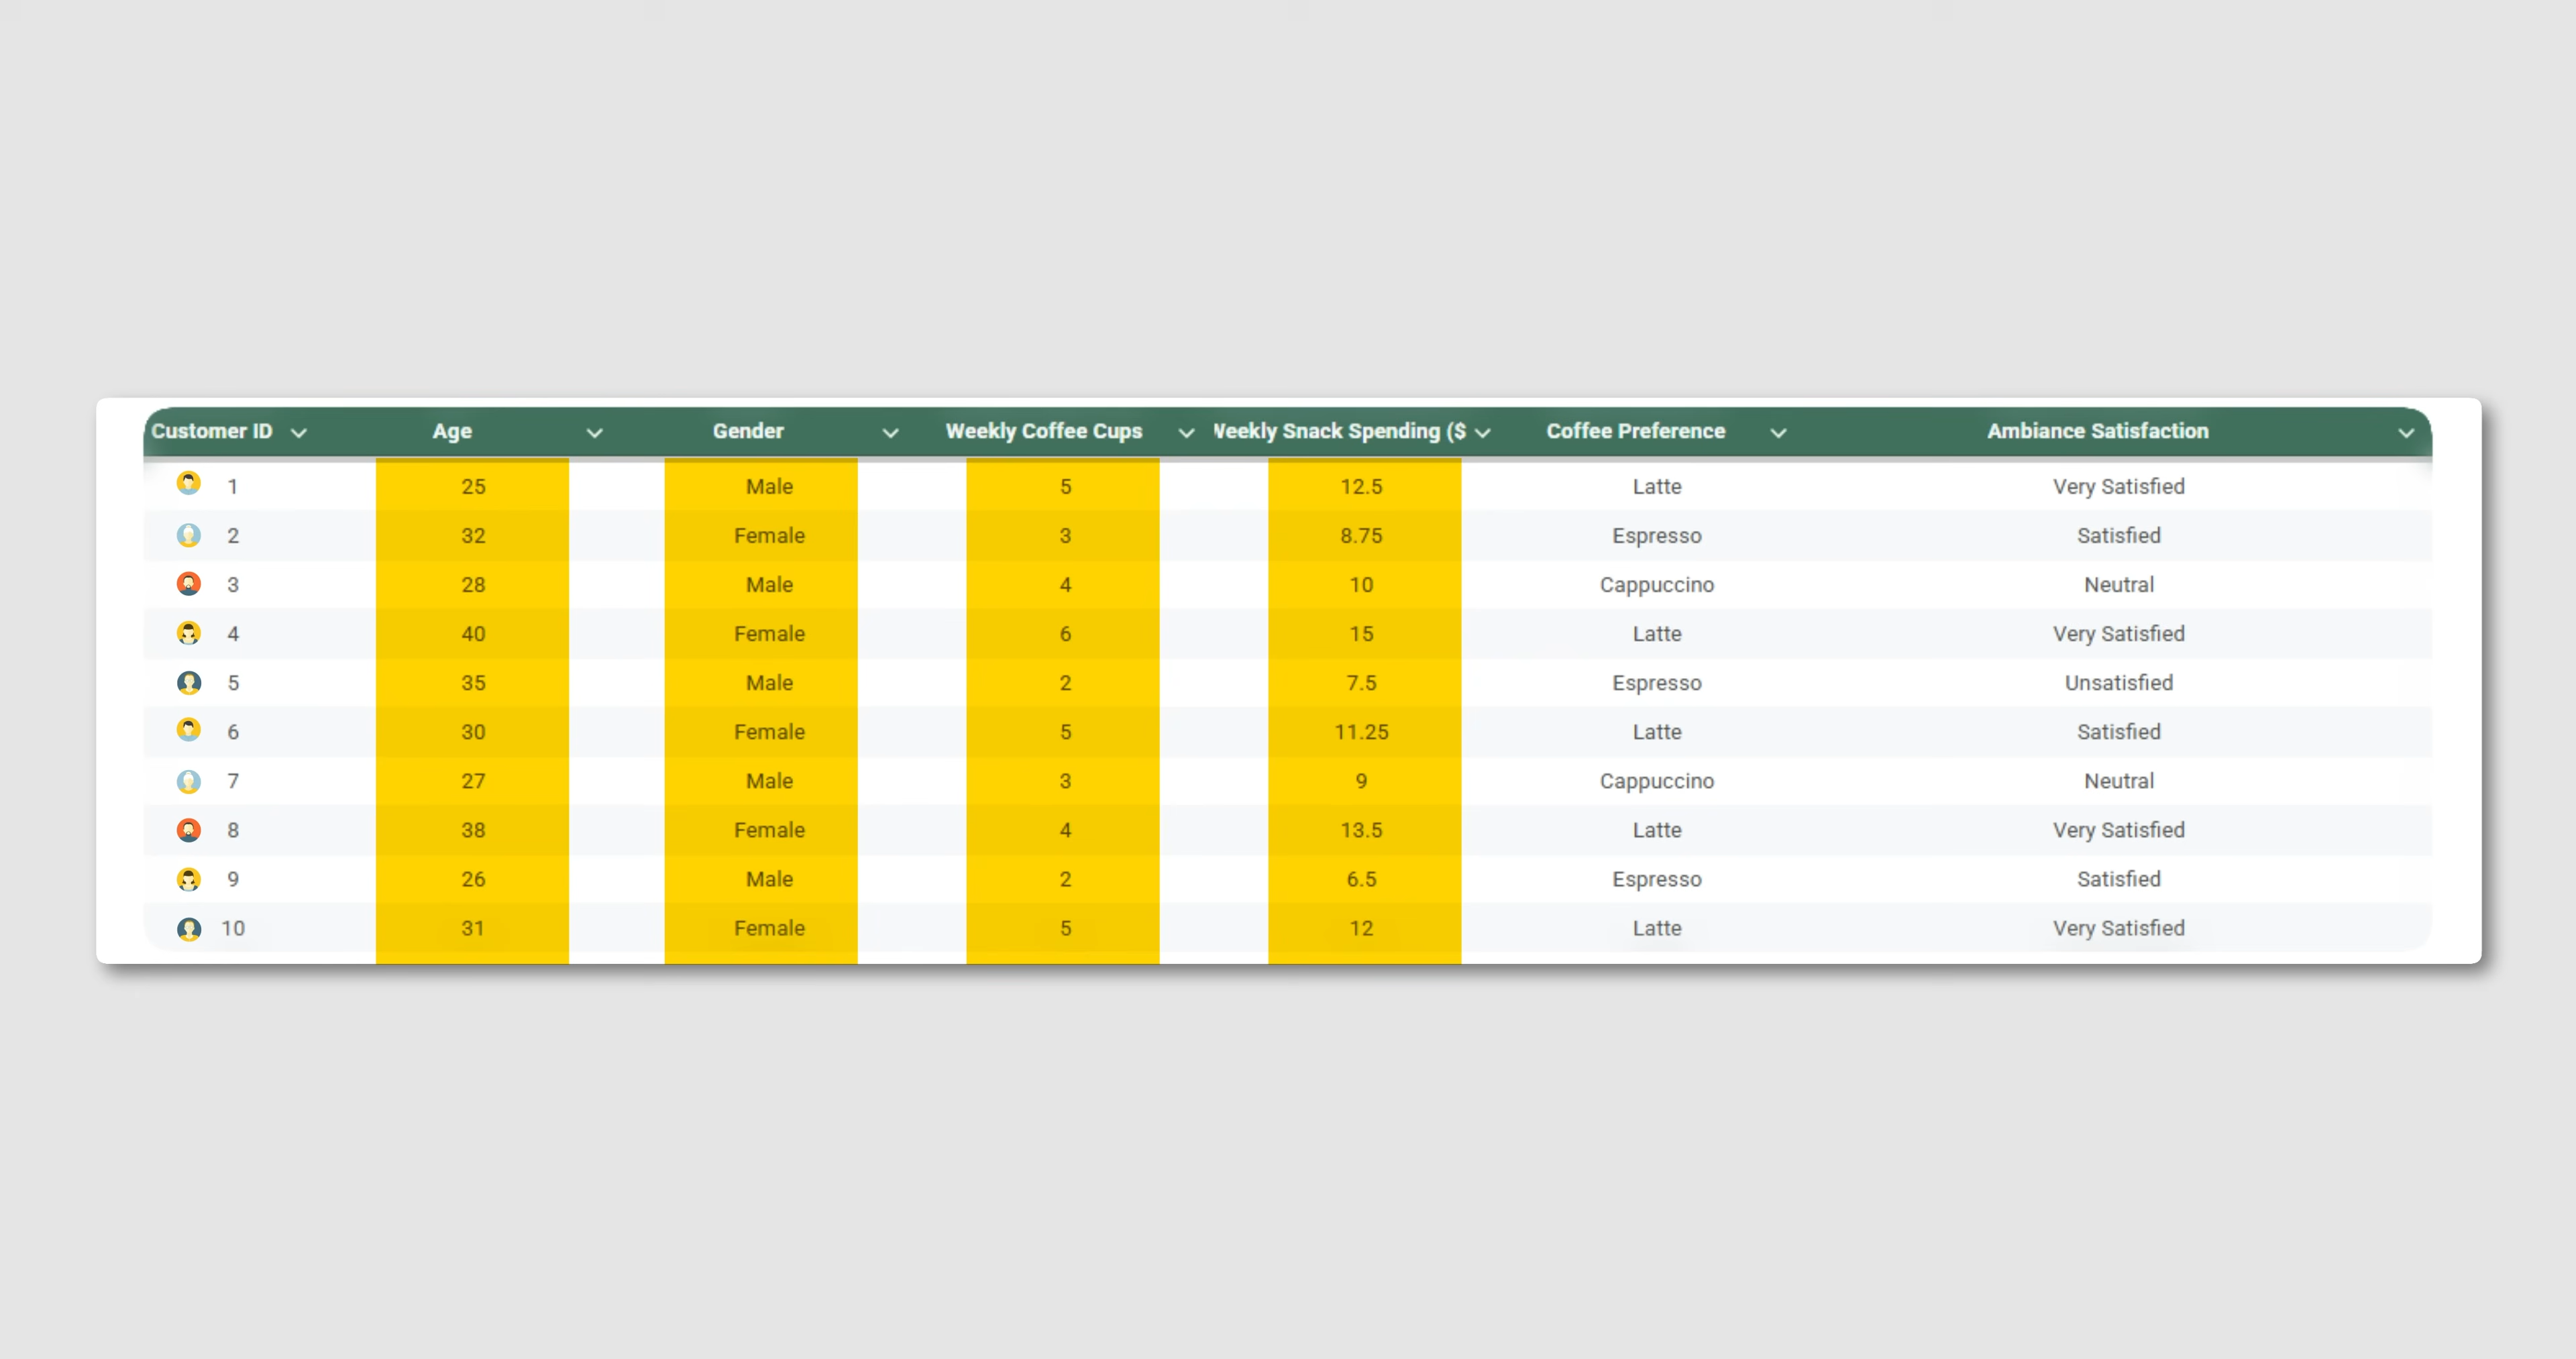 Customer ID Age Gender Weekly Coffee Cups Weekly Snack Spending ($ Coffee Preference Ambiance Satisfaction
1 25 Male 5 12.5 Latte Very Satisfied
2 32 Female 3 8.75 Espresso Satisfied
3 28 Male 4 10 Cappuccino Neutral
4 40 Female 6 15 Latte Very Satisfied
5 35 Male 2 7.5 Espresso Unsatisfied
6 30 Female 5 11.25 Latte Satisfied
7 27 Male 3 9 Cappuccino Neutral
8 38 Female 4 13.5 Latte Very Satisfied
9 26 Male 2 6.5 Espresso Satisfied
10 31 Female 5 12 Latte Very Satisfied